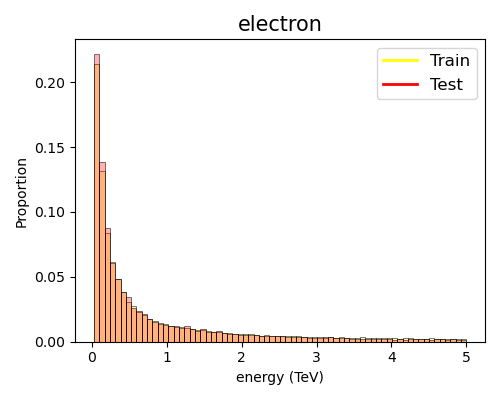 electron
Train
Test
0.20
0.15
0.10
0.05
0.00
Proportion
0 1 2 3 4 5
energy (TeV)